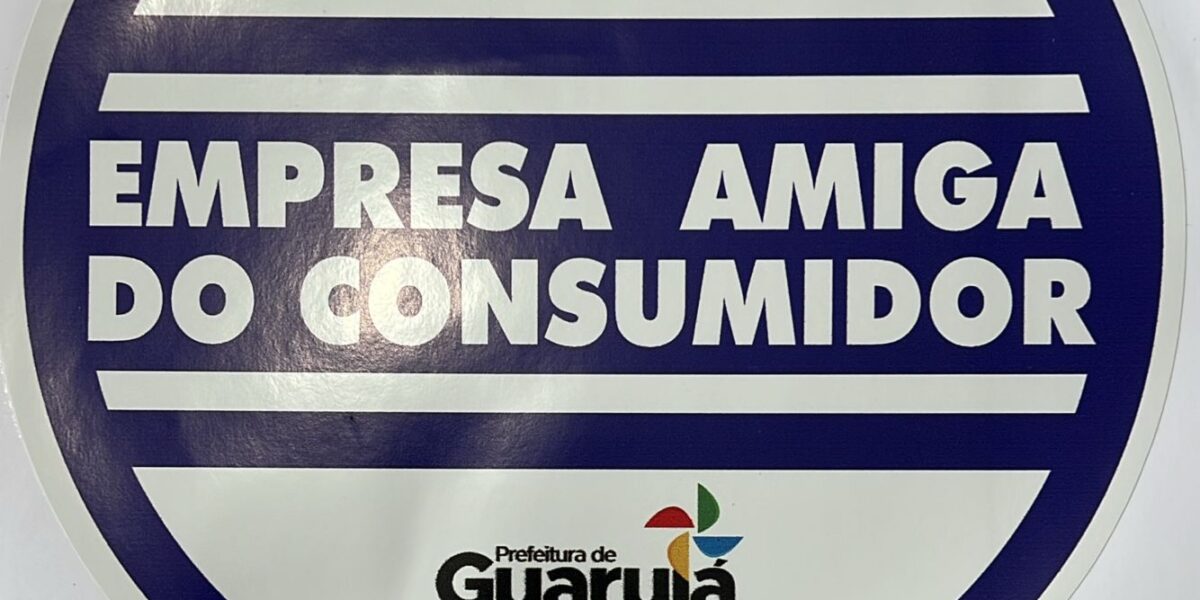 EMPRESA AMIGA
DO CONSUMIDOR
Prefeitura de
Guarujá